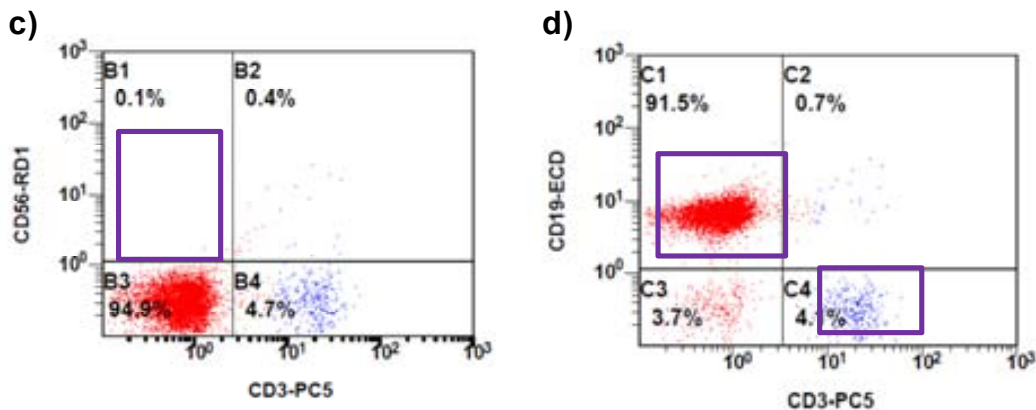 c)
10³
B1
B2
0.1%
0.4%
10²
CD56-RD1
10¹
10⁰
B3
B4
94.9%
4.7%
10⁰
10¹
10²
10³
CD3-PC5
d)
10³
C1
C2
91.5%
0.7%
10²
CD19-ECD
10¹
10⁰
C3
C4
3.7%
4.1%
10⁰
10¹
10²
10³
CD3-PC5